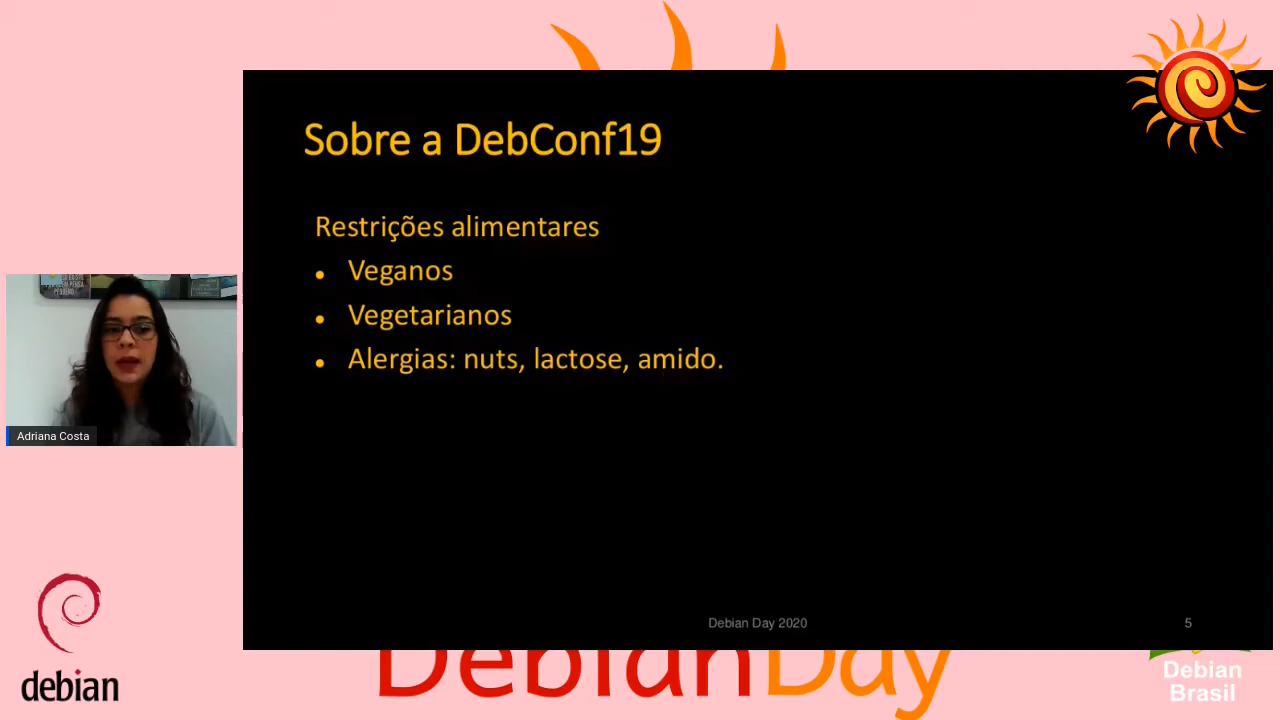 Sobre a DebConf19
Restrições alimentares
Veganos
Vegetarianos
Alergias: nuts, lactose, amido.
Adriana Costa
Debian Day 2020
5
debian
DebianDay
Debian
Brasil